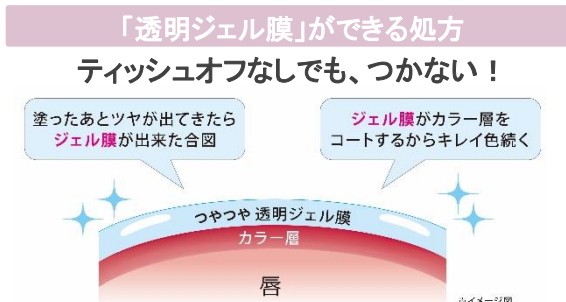 「透明ジェル膜」ができる処方
ティッシュオフなしでも、つかない！
塗ったあとツヤが出てきたら
ジェル膜が出来た合図
ジェル膜がカラー層を
コートするからキレイ色続く
つやつや 透明ジェル膜
カラー層
唇
※イメージ図